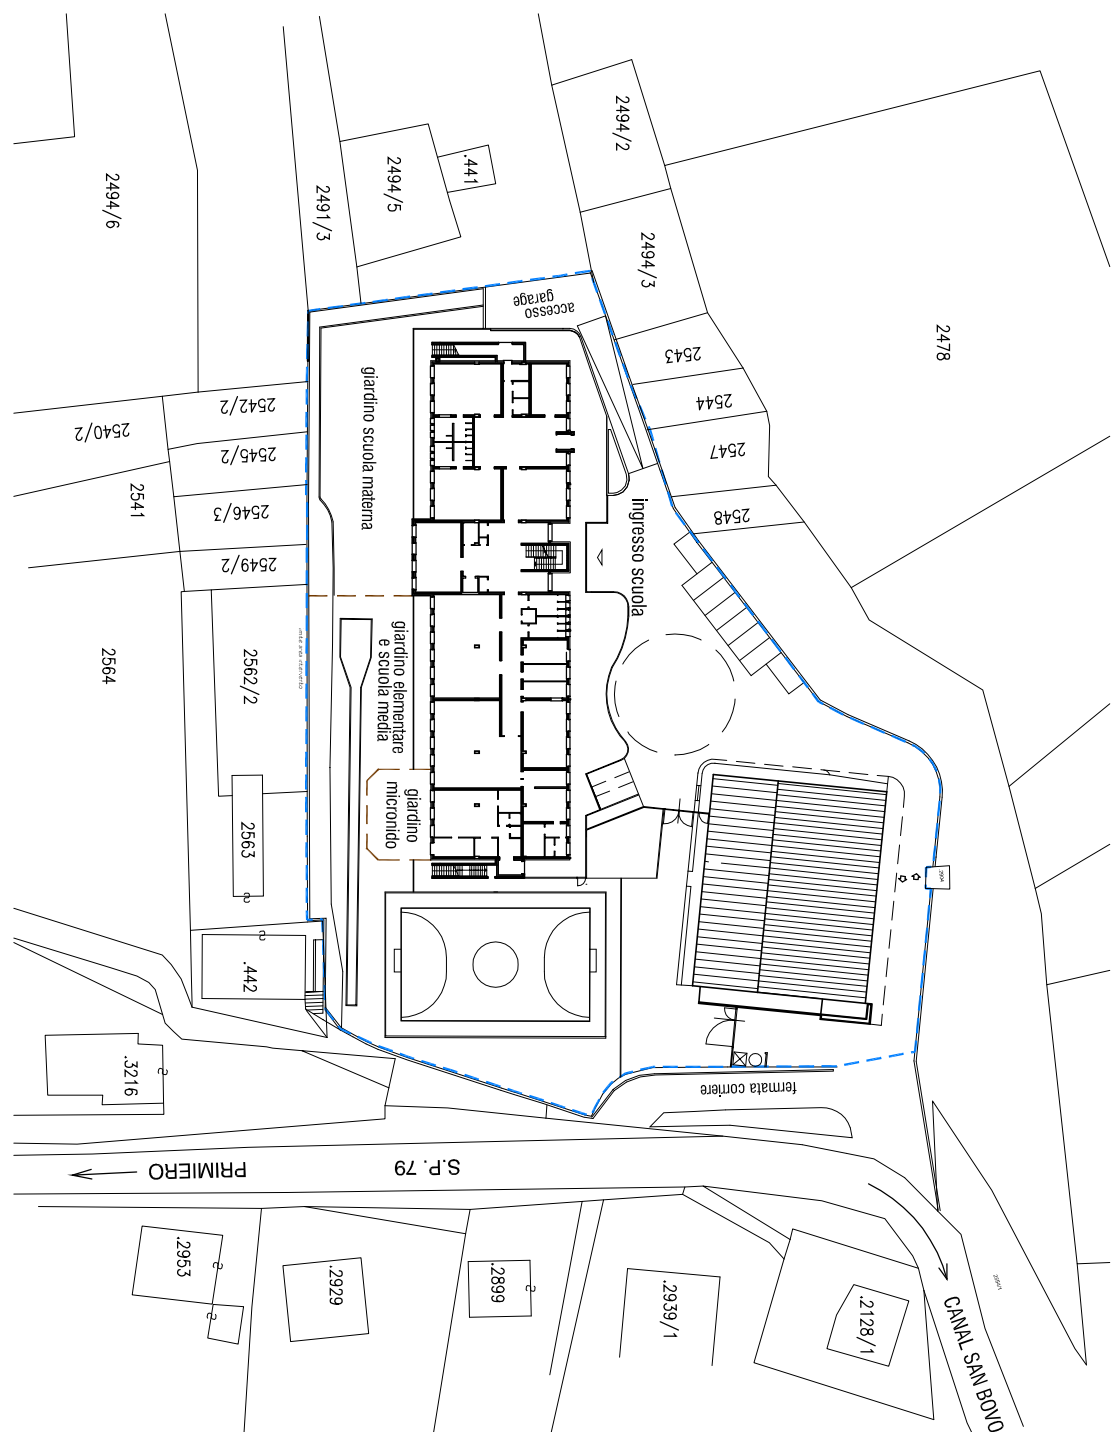 2494/2
2494/6
2494/5
.441
2491/3
2494/3
accesso
garage
2478
2543
2544
2547
2548
2542/2
2540/2
2545/2
2541
2546/3
2549/2
giardino scuola materna
ingresso scuola
2564
2562/2
giardino elementare
e scuola media
giardino
micronido
2563
.442
.3216
fermata corriere
PRIMIERO
S.P. 79
.2953
.2929
.2899
.2939/1
.2128/1
CANAL SAN BOVO